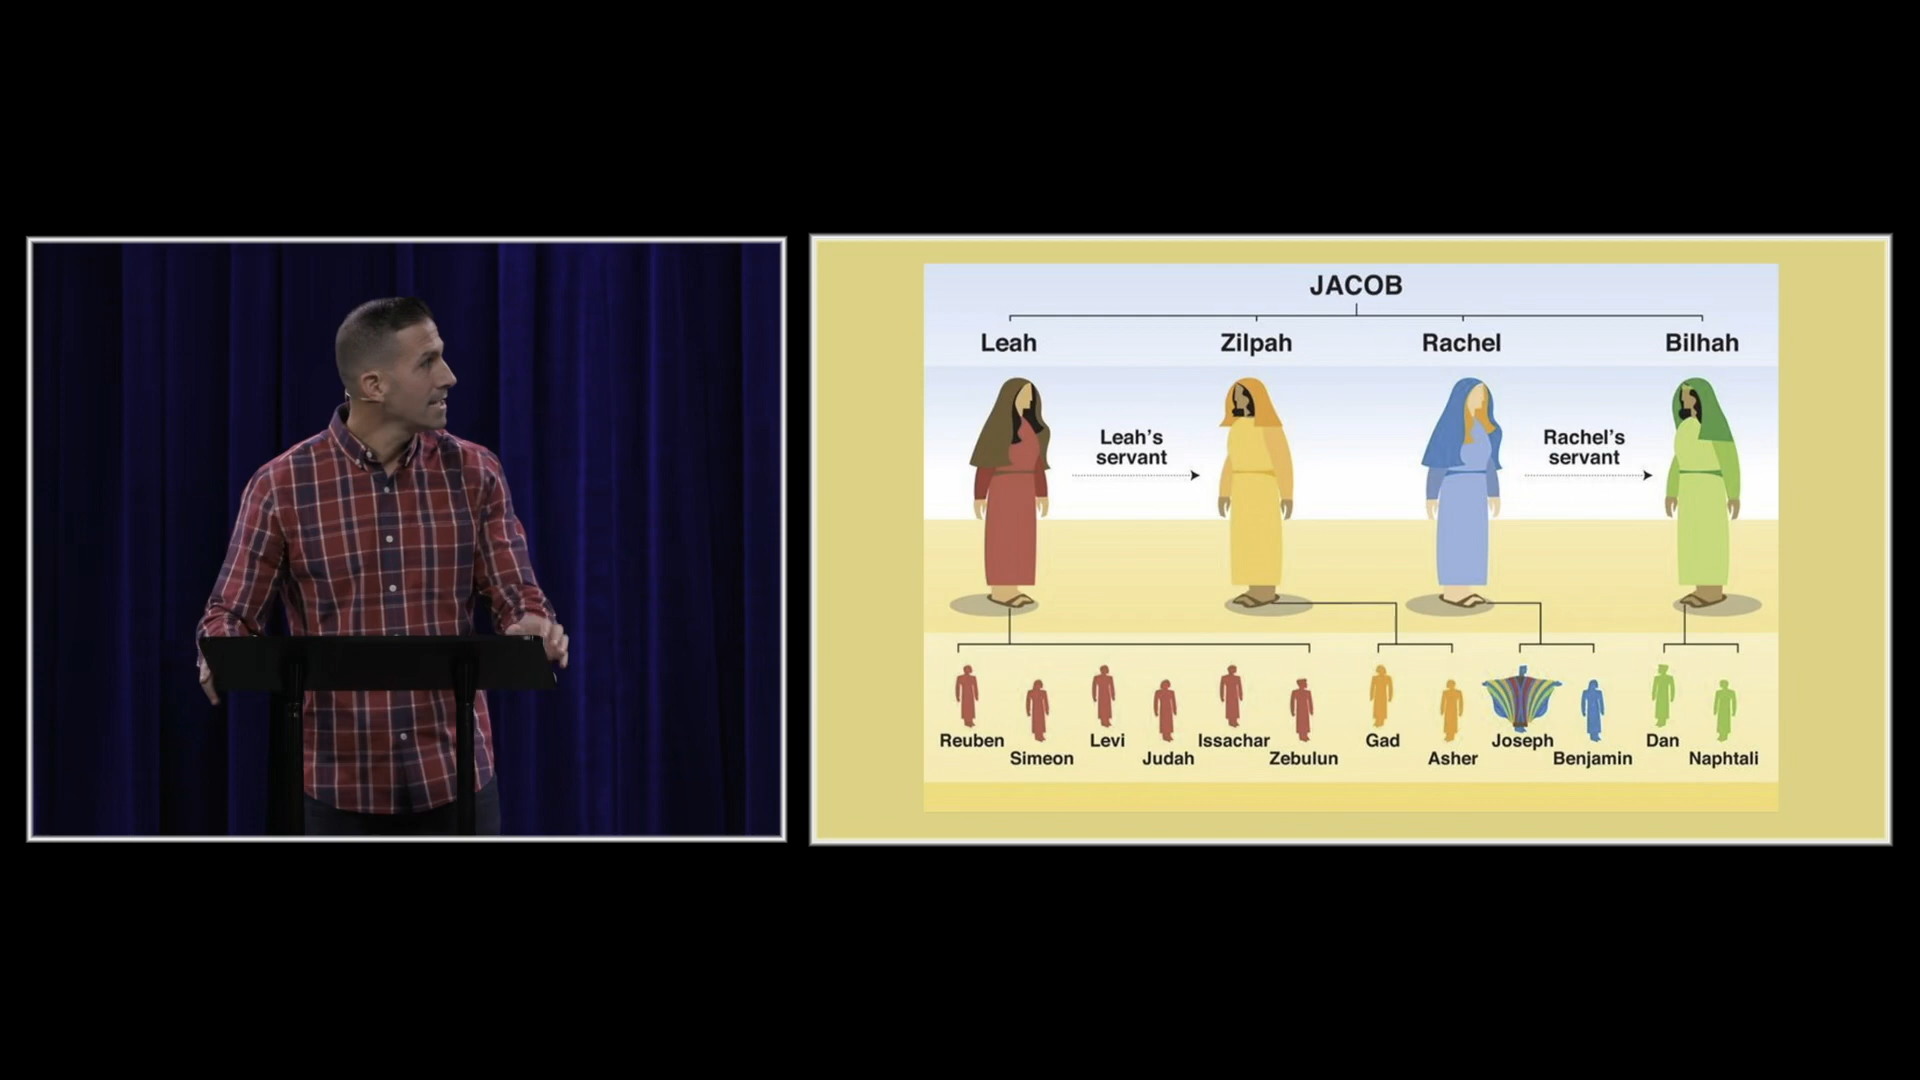 JACOB
Leah Zilpah Rachel Bilhah
Leah's
servant
Rachel's
servant
Reuben
Simeon
Levi
Judah
Issachar
Zebulun
Gad
Asher
Joseph
Benjamin
Dan
Naphtali